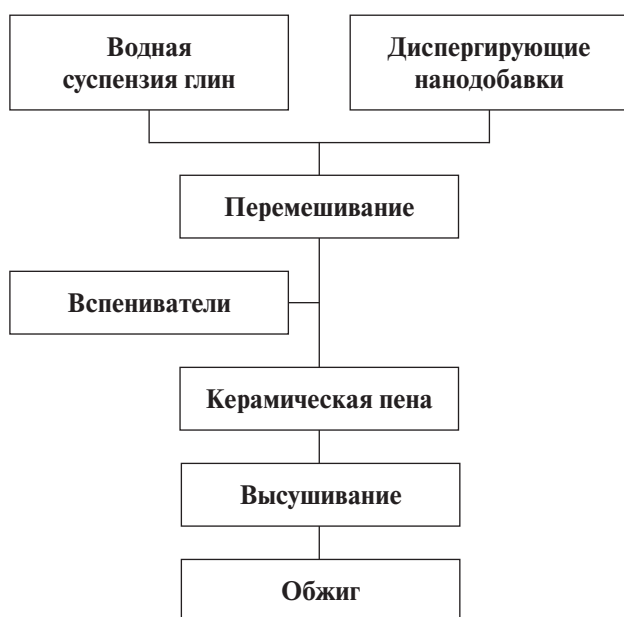 Водная
суспензия глин
Диспергирующие
нанодобавки
Перемешивание
Вспениватели
Керамическая пена
Высушивание
Обжиг